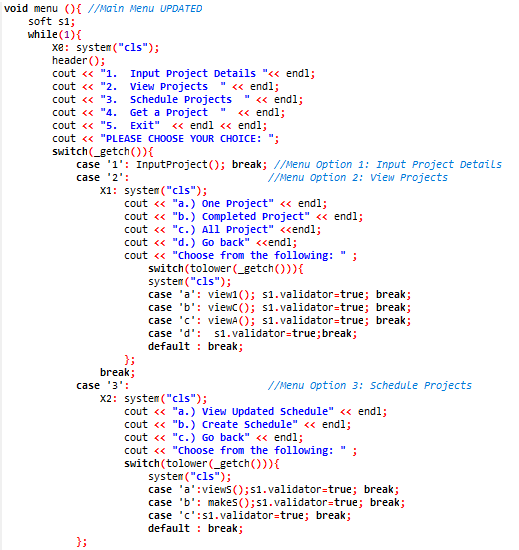 void menu (){ //Main Menu UPDATED
soft s1;
while(1){
X0: system("cls");
header();
cout << "1.  Input Project Details "<< endl;
cout << "2.  View Projects  " << endl;
cout << "3.  Schedule Projects  " << endl;
cout << "4.  Get a Project  "  << endl;
cout << "5.  Exit"  << endl << endl;
cout << "PLEASE CHOOSE YOUR CHOICE: ";
switch(_getch()){
case '1': InputProject(); break; //Menu Option 1: Input Project Details
case '2': //Menu Option 2: View Projects
X1: system("cls");
cout << "a.) One Project" << endl;
cout << "b.) Completed Project" << endl;
cout << "c.) All Project" <<endl;
cout << "d.) Go back" <<endl;
cout << "Choose from the following: " ;
switch(tolower(_getch())){
system("cls");
case 'a': view1(); s1.validator=true; break;
case 'b': viewC(); s1.validator=true; break;
case 'c': viewA(); s1.validator=true; break;
case 'd':  s1.validator=true;break;
default : break;
};
break;
case '3': //Menu Option 3: Schedule Projects
X2: system("cls");
cout << "a.) View Updated Schedule" << endl;
cout << "b.) Create Schedule" << endl;
cout << "c.) Go back" << endl;
cout << "Choose from the following: " ;
switch(tolower(_getch())){
system("cls");
case 'a':viewS();s1.validator=true; break;
case 'b': makeS();s1.validator=true; break;
case 'c':s1.validator=true; break;
default : break;
};